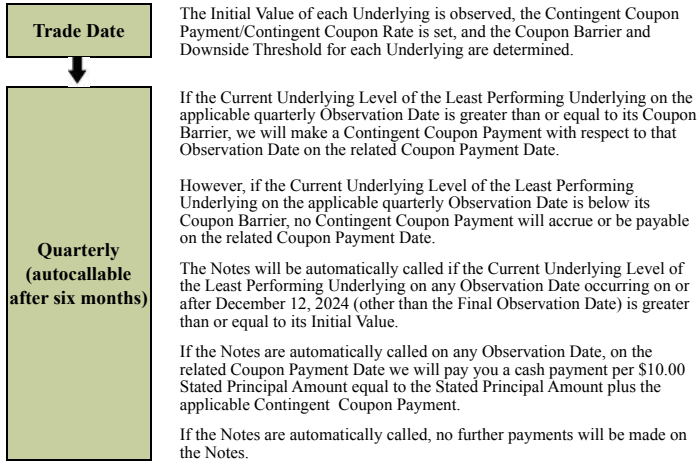 Trade Date
The Initial Value of each Underlying is observed, the Contingent Coupon
Payment/Contingent Coupon Rate is set, and the Coupon Barrier and
Downside Threshold for each Underlying are determined.
Quarterly
(autocallable
after six months)
If the Current Underlying Level of the Least Performing Underlying on the
applicable quarterly Observation Date is greater than or equal to its Coupon
Barrier, we will make a Contingent Coupon Payment with respect to that
Observation Date on the related Coupon Payment Date.
However, if the Current Underlying Level of the Least Performing
Underlying on the applicable quarterly Observation Date is below its
Coupon Barrier, no Contingent Coupon Payment will accrue or be payable
on the related Coupon Payment Date.
The Notes will be automatically called if the Current Underlying Level of
the Least Performing Underlying on any Observation Date occurring on or
after December 12, 2024 (other than the Final Observation Date) is greater
than or equal to its Initial Value.
If the Notes are automatically called on any Observation Date, on the
related Coupon Payment Date we will pay you a cash payment per $10.00
Stated Principal Amount equal to the Stated Principal Amount plus the
applicable Contingent Coupon Payment.
If the Notes are automatically called, no further payments will be made on
the Notes.